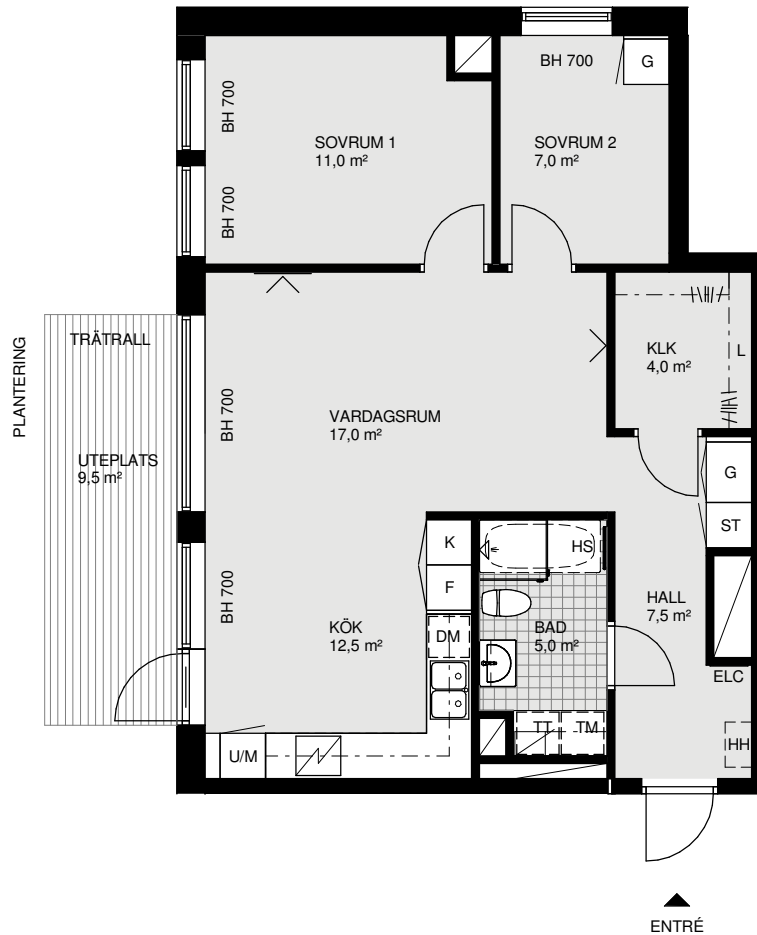 BH 700
G
BH 700
SOVRUM 1
11,0 m²
SOVRUM 2
7,0 m²
BH 700
PLANTERING
TRÄTRALL
KLK
4,0 m²
L
BH 700
VARDAGSRUM
17,0 m²
UTEPLATS
9,5 m²
G
ST
K
HS
F
BH 700
HALL
7,5 m²
KÖK
12,5 m²
DM
BAD
5,0 m²
ELC
TT
TM
HH
U/M
ENTRÉ